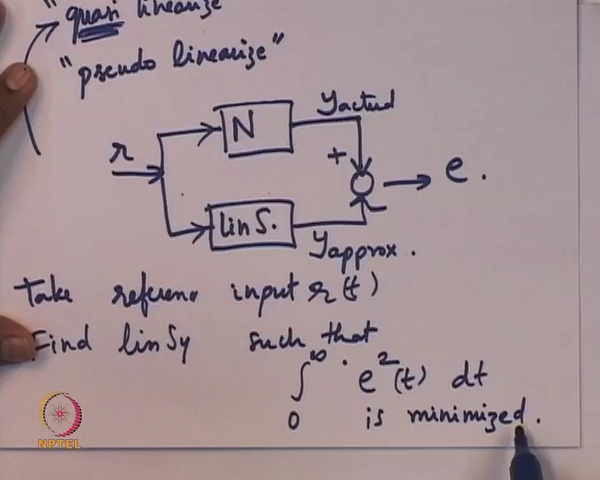 "quasi linearize"
"pseudo linearize"
N
yactual
r
+
e.
-
lin S.
yapprox.
Take reference input r(t)
Find lin Sy such that
∫₀^∞ e²(t) dt
is minimized.
NPTEL